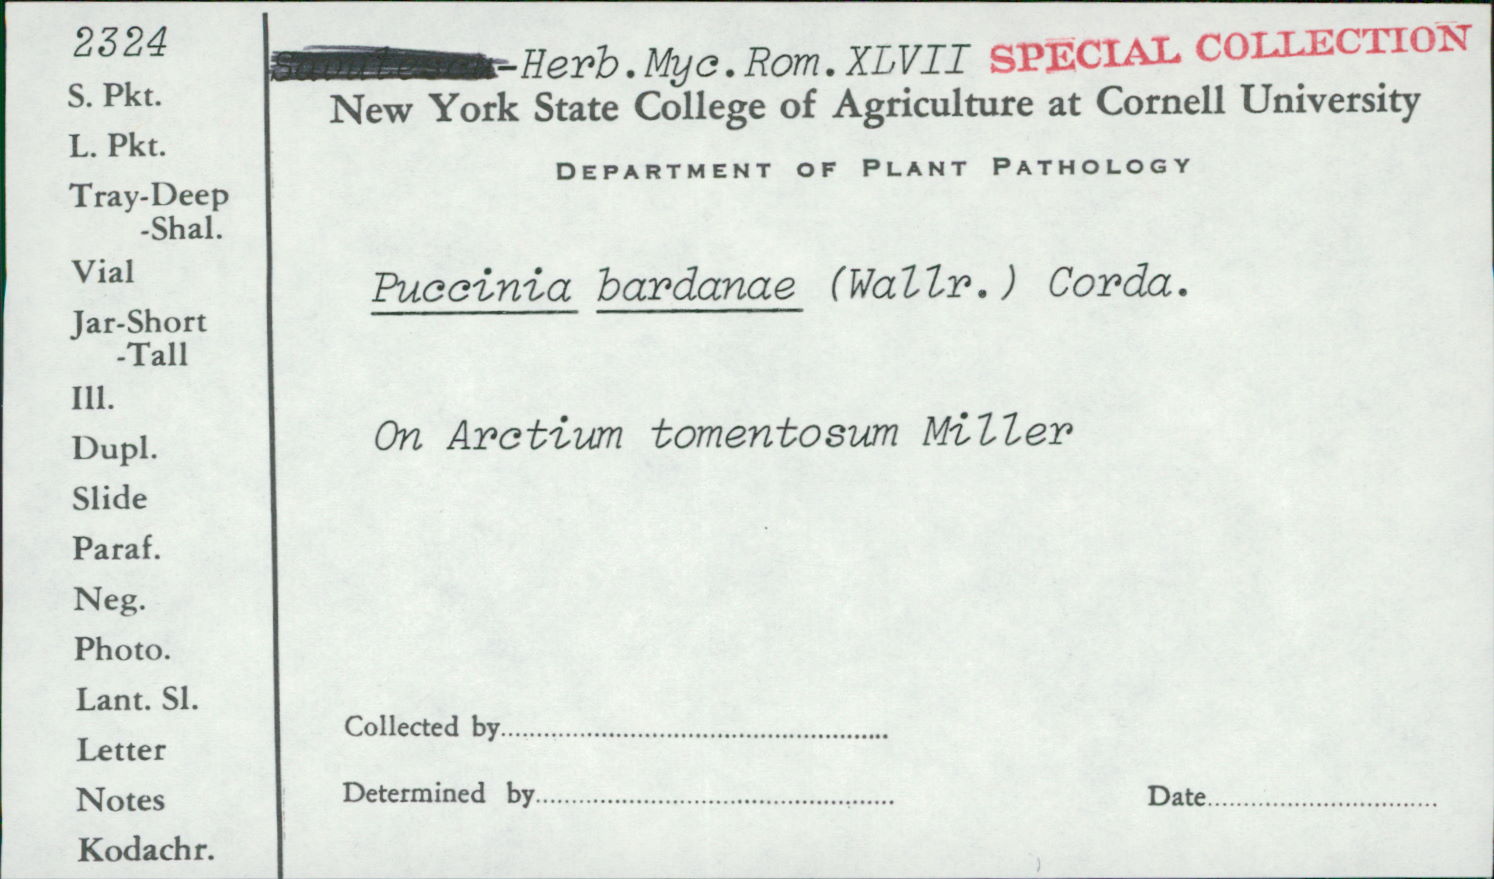 2324
S. Pkt.
L. Pkt.
Tray-Deep
-Shal.
Vial
Jar-Short
-Tall
Ill.
Dupl.
Slide
Paraf.
Neg.
Photo.
Lant. Sl.
Letter
Notes
Kodachr.
-Herb.Myc.Rom.XLVII SPECIAL COLLECTION
New York State College of Agriculture at Cornell University
DEPARTMENT OF PLANT PATHOLOGY
Puccinia bardanae (Wallr.) Corda.
On Arctium tomentosum Miller
Collected by
Determined by
Date